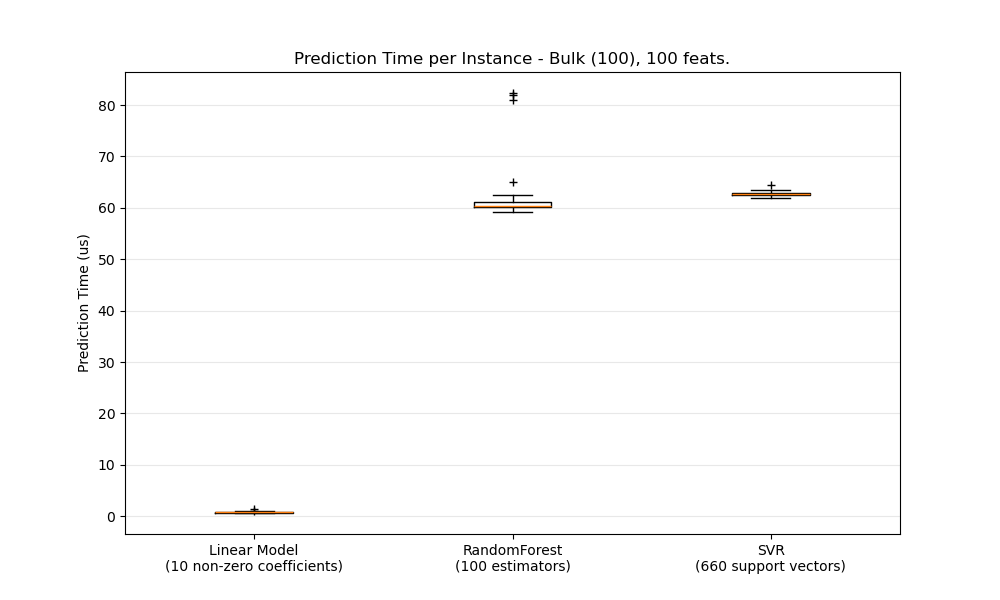 Prediction Time per Instance - Bulk (100), 100 feats.
Prediction Time (us)
80
70
60
50
40
30
20
10
0
Linear Model
(10 non-zero coefficients)
RandomForest
(100 estimators)
SVR
(660 support vectors)